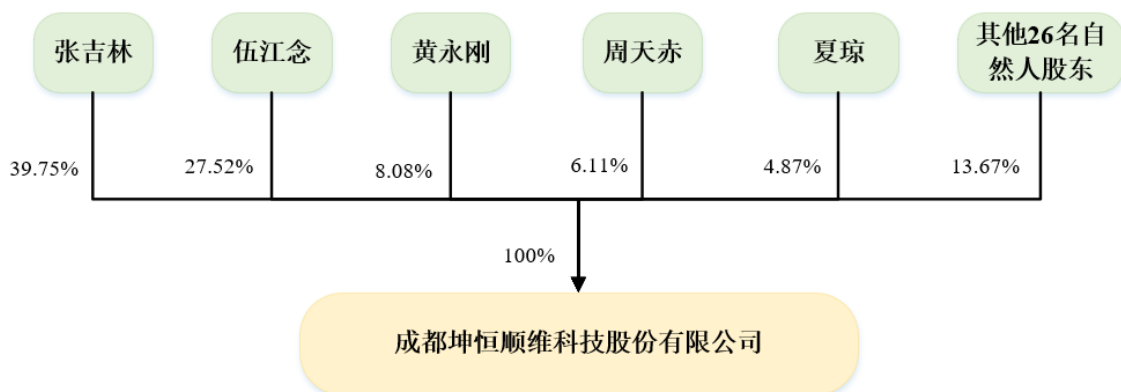 张吉林
伍江念
黄永刚
周天赤
夏琼
其他26名自
然人股东
39.75%
27.52%
8.08%
6.11%
4.87%
13.67%
100%
成都坤恒顺维科技股份有限公司